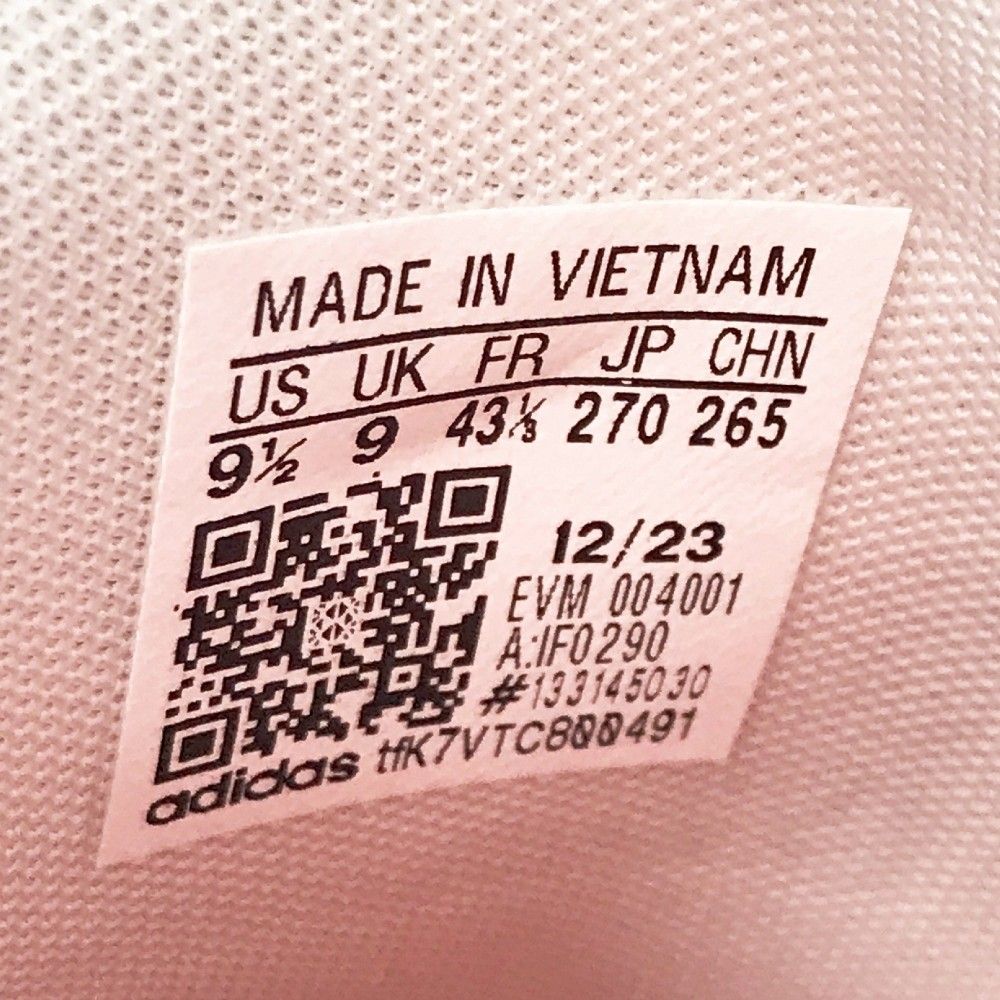 MADE IN VIETNAM
US UK FR JP CHN
9½ 9 43⅓ 270 265
12/23
EVM 004001
A:IF0290
#133145030
adidas tfK7VTC800491